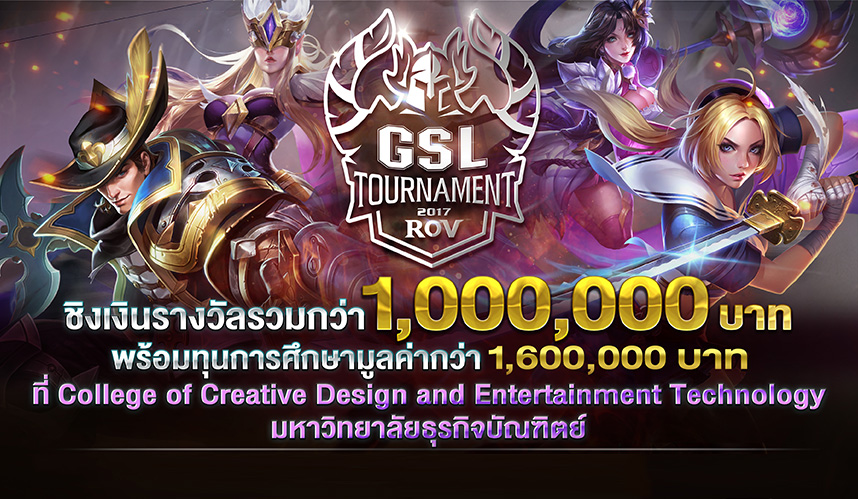 GSL
TOURNAMENT
2017
ROV
ชิงเงินรางวัลรวมกว่า 1,000,000 บาท
พร้อมทุนการศึกษามูลค่ากว่า 1,600,000 บาท
ที่ College of Creative Design and Entertainment Technology
มหาวิทยาลัยธุรกิจบัณฑิตย์